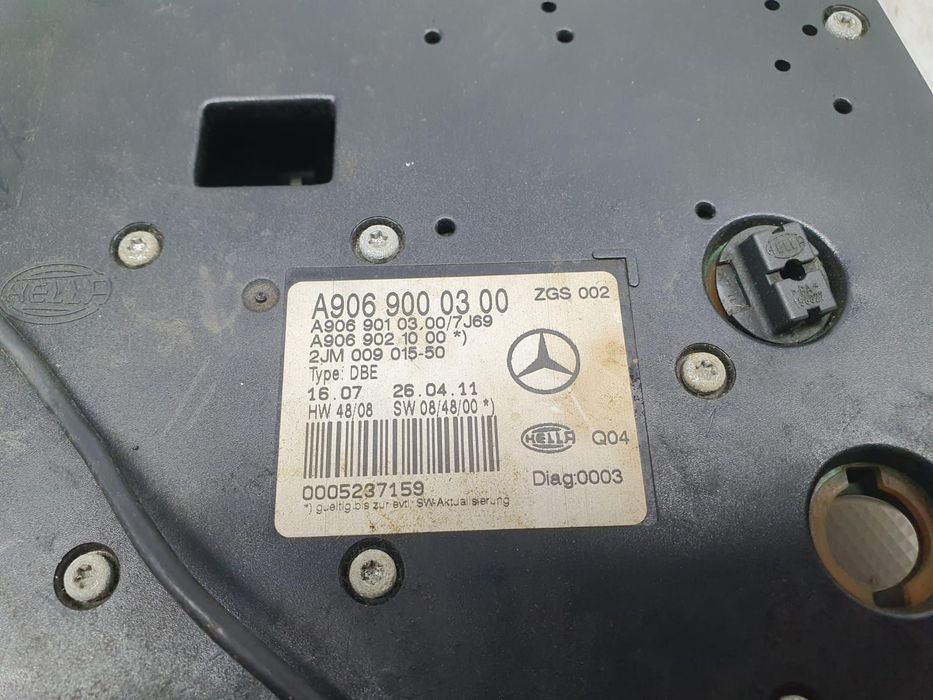 HELLA
A906 900 03 00 ZGS 002
A906 901 03.00/7J69
A906 902 10 00 *)
2JM 009 015-50
Type: DBE
16.07 26.04.11
HW 48/08 SW 08/48/00 *)
HELLA Q04
0005237159 Diag:0003
*) gueltig bis zur evtl. SW-Aktualisierung
HELLA